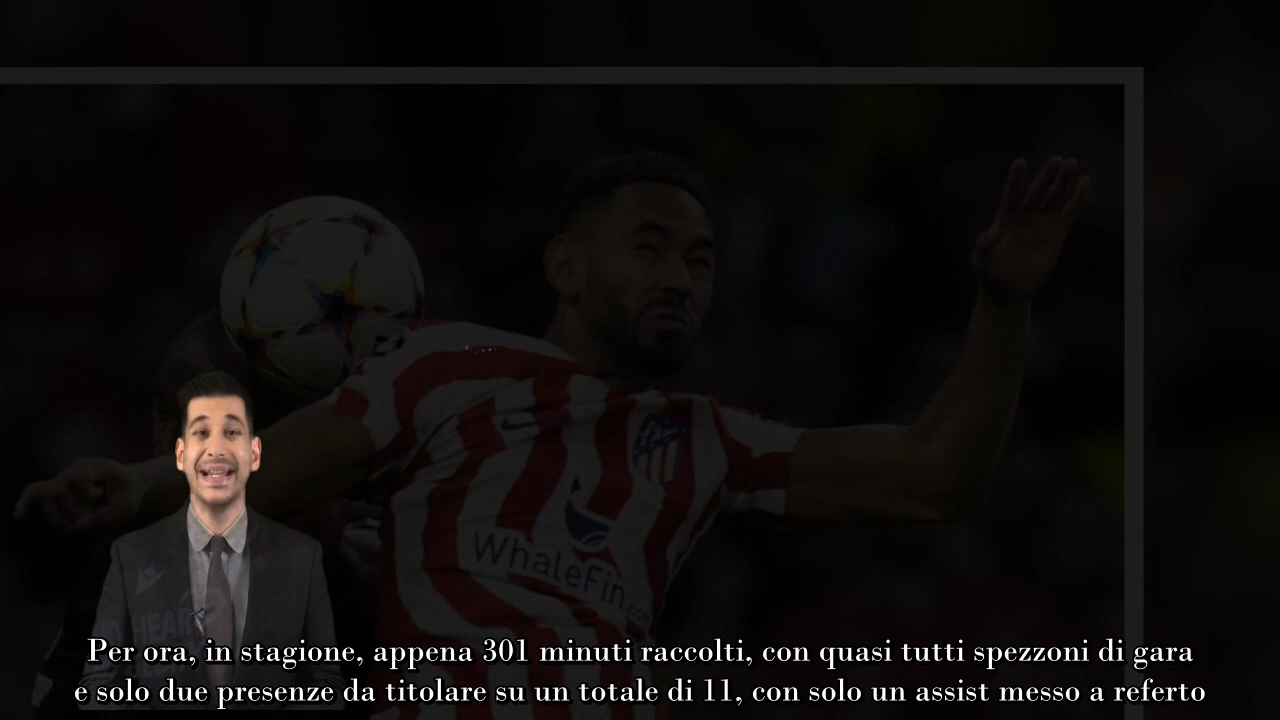 WhaleFin
Per ora, in stagione, appena 301 minuti raccolti, con quasi tutti spezzoni di gara
e solo due presenze da titolare su un totale di 11, con solo un assist messo a referto